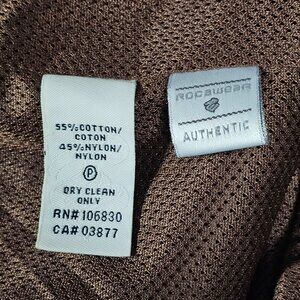 55% COTTON/
COTON
45% NYLON/
NYLON
P
DRY CLEAN
ONLY
RN# 106830
CA# 03877
ROCAWEAR
AUTHENTIC